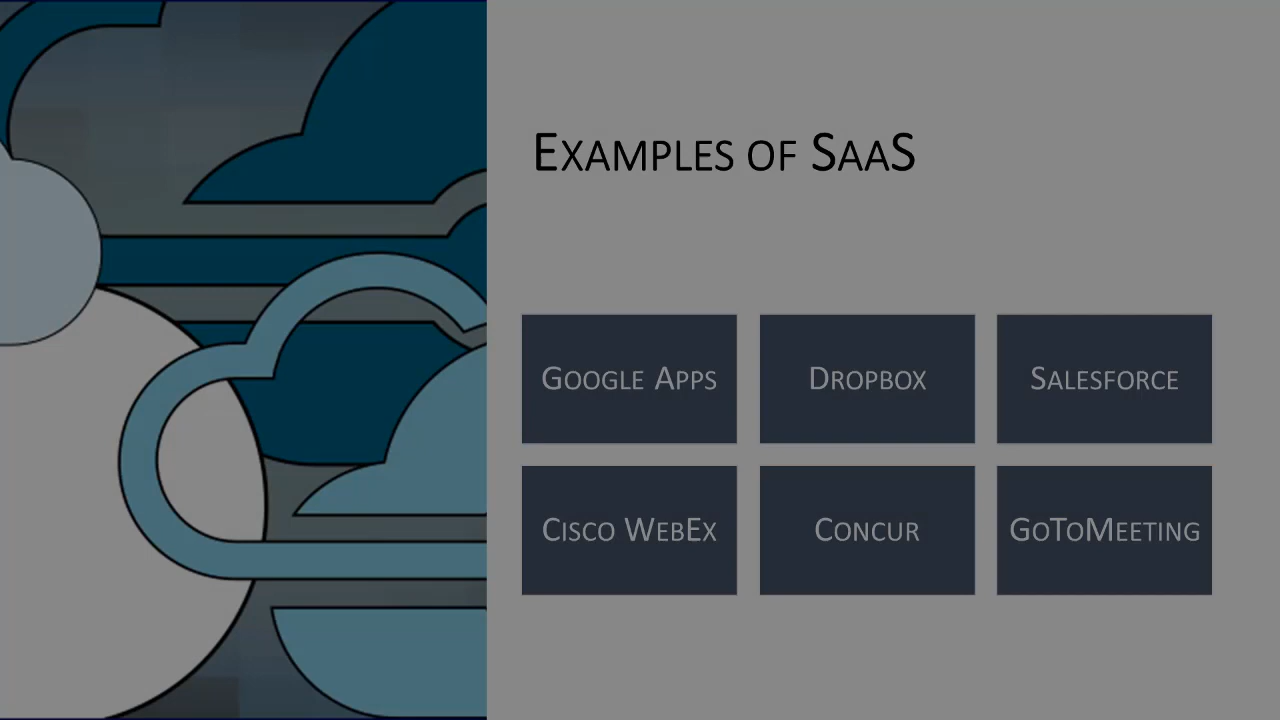 Examples of SaaS
Google Apps
Dropbox
Salesforce
Cisco WebEx
Concur
GoToMeeting